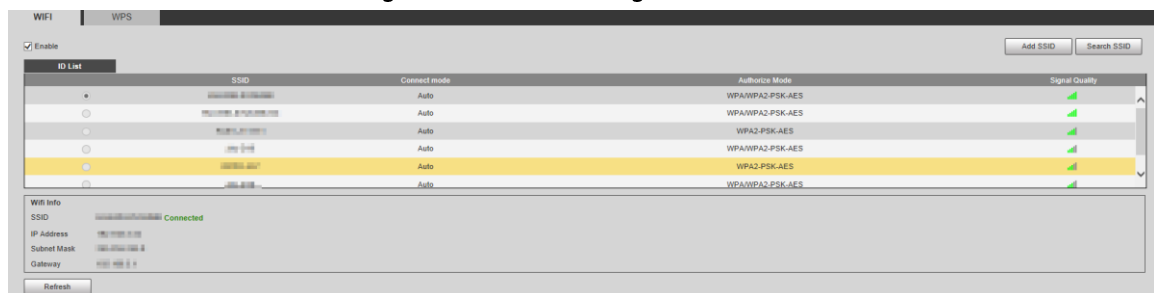 WIFI WPS
Enable Add SSID Search SSID
ID List
SSID Connect mode Authorize Mode Signal Quality
Auto WPA/WPA2-PSK-AES
Auto WPA/WPA2-PSK-AES
Auto WPA2-PSK-AES
Auto WPA/WPA2-PSK-AES
Auto WPA2-PSK-AES
Auto WPA/WPA2-PSK-AES
Wifi Info
SSID Connected
IP Address
Subnet Mask
Gateway
Refresh